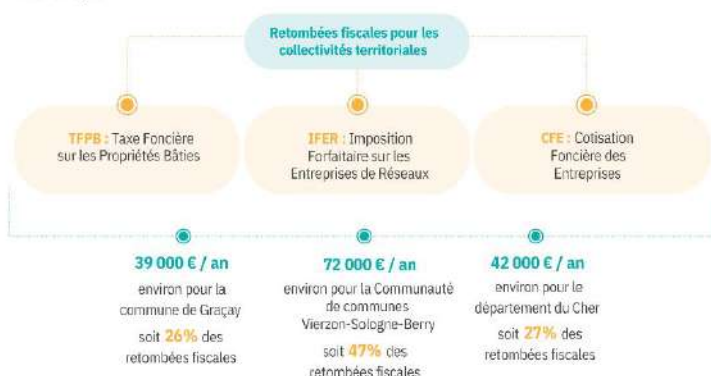 Retombées fiscales pour les
collectivités territoriales
TFPB : Taxe Foncière
sur les Propriétés Bâties
IFER : Imposition
Forfaitaire sur les
Entreprises de Réseaux
CFE : Cotisation
Foncière des
Entreprises
39 000 € / an
environ pour la
commune de Graçay
soit 26% des
retombées fiscales
72 000 € / an
environ pour la Communauté
de communes
Vierzon-Sologne-Berry
soit 47% des
retombées fiscales
42 000 € / an
environ pour le
département du Cher
soit 27% des
retombées fiscales